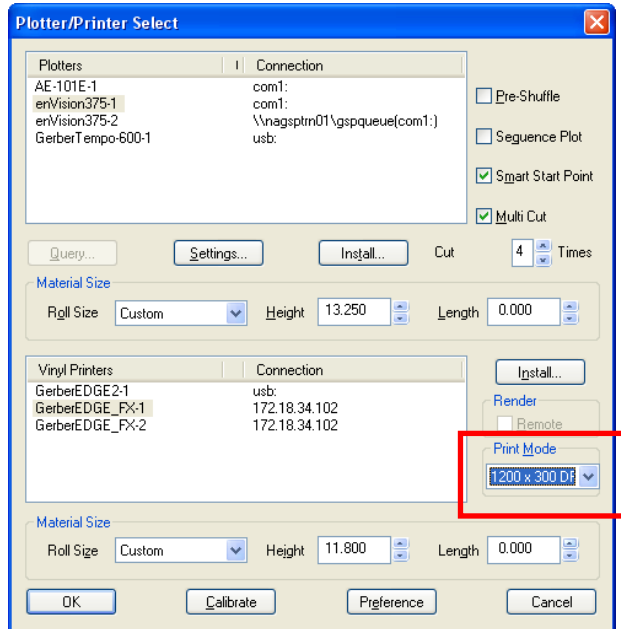 Plotter/Printer Select
Plotters I Connection
AE-101E-1 com1:
enVision375-1 com1:
enVision375-2 \\nagsptrn01\gspqueue(com1:)
GerberTempo-600-1 usb:
Pre-Shuffle
Sequence Plot
Smart Start Point
Multi Cut
Query... Settings... Install... Cut 4 Times
Material Size
Roll Size Custom Height 13.250 Length 0.000
Vinyl Printers Connection
GerberEDGE2-1 usb:
GerberEDGE_FX-1 172.18.34.102
GerberEDGE_FX-2 172.18.34.102
Install...
Render
Remote
Print Mode
1200 x 300 DP
Material Size
Roll Size Custom Height 11.800 Length 0.000
OK Calibrate Preference Cancel